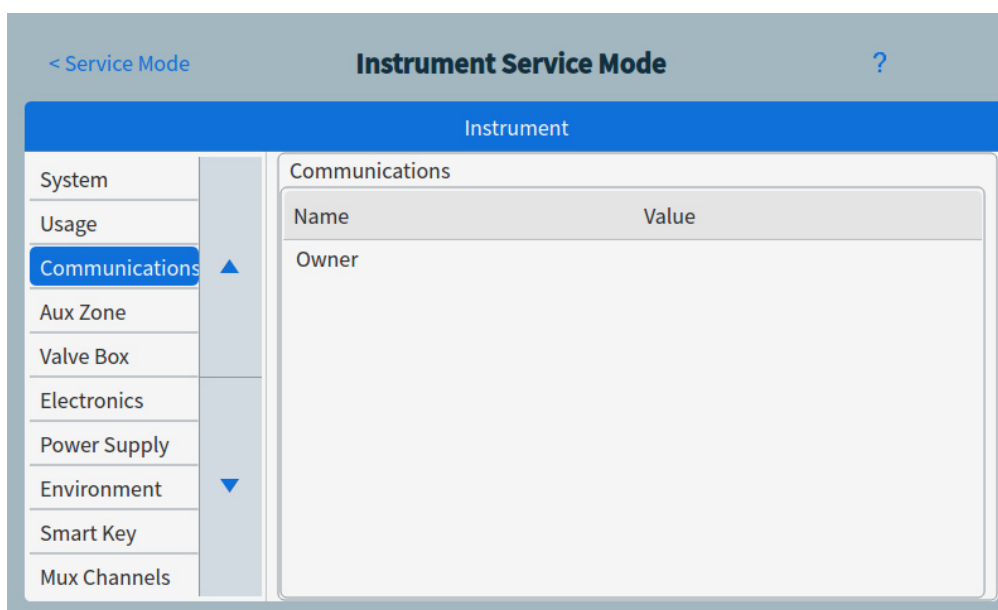 < Service Mode
Instrument Service Mode
?
Instrument
System
Usage
Communications
Aux Zone
Valve Box
Electronics
Power Supply
Environment
Smart Key
Mux Channels
Communications
Name Value
Owner